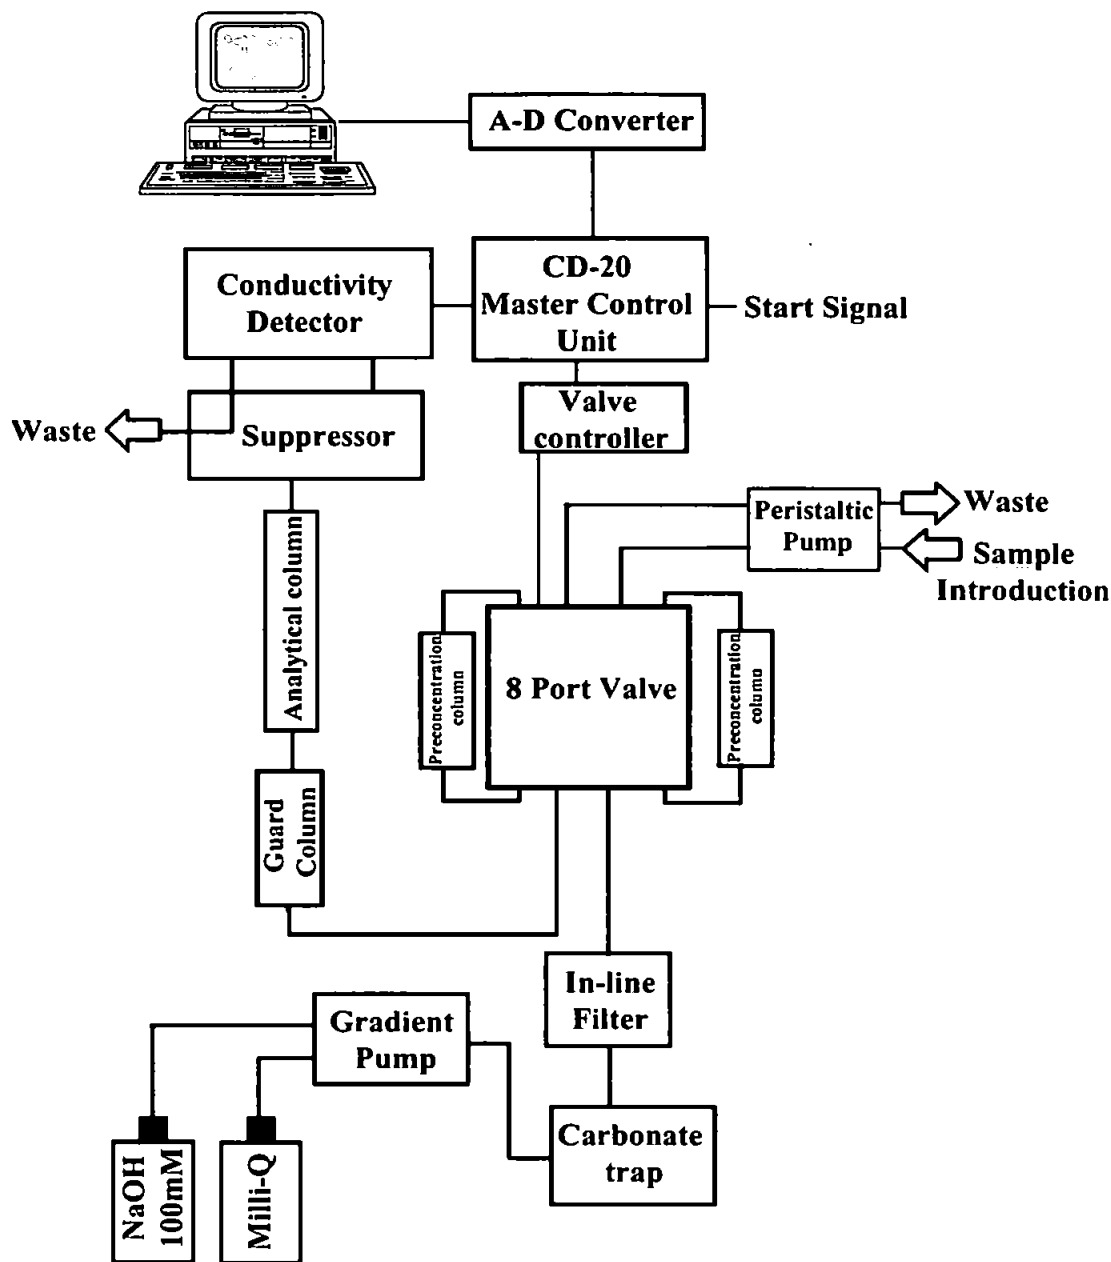 A-D Converter
CD-20
Master Control
Unit
Start Signal
Conductivity
Detector
Valve
controller
Waste
Suppressor
Peristaltic
Pump
Waste
Sample
Introduction
Analytical column
Preconcentration
column
8 Port Valve
Preconcentration
column
Guard
Column
In-line
Filter
Gradient
Pump
Carbonate
trap
NaOH
100mM
Milli-Q